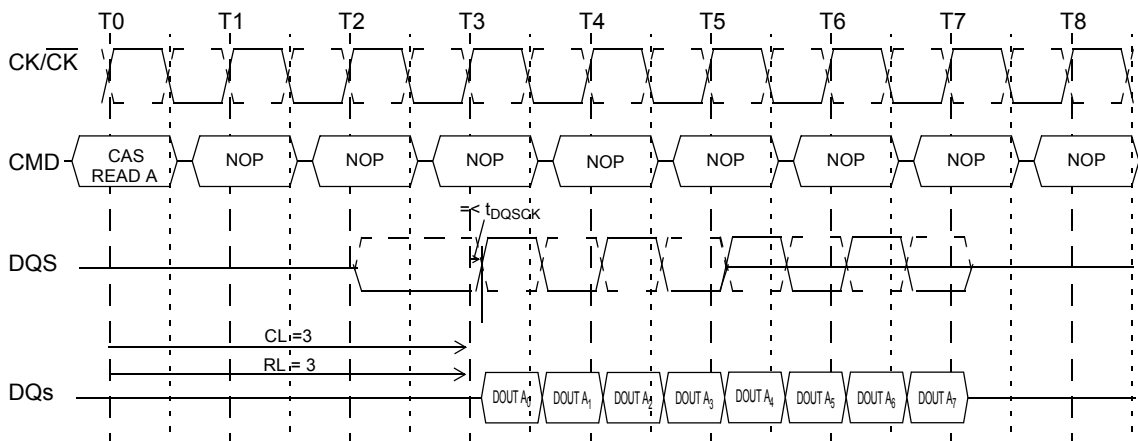 T0 T1 T2 T3 T4 T5 T6 T7 T8
CK/CK
CMD CAS READ A NOP NOP NOP NOP NOP NOP NOP NOP
=< tDQSCK
DQS
CL =3
RL = 3
DQs DOUT A0 DOUT A1 DOUT A2 DOUT A3 DOUT A4 DOUT A5 DOUT A6 DOUT A7